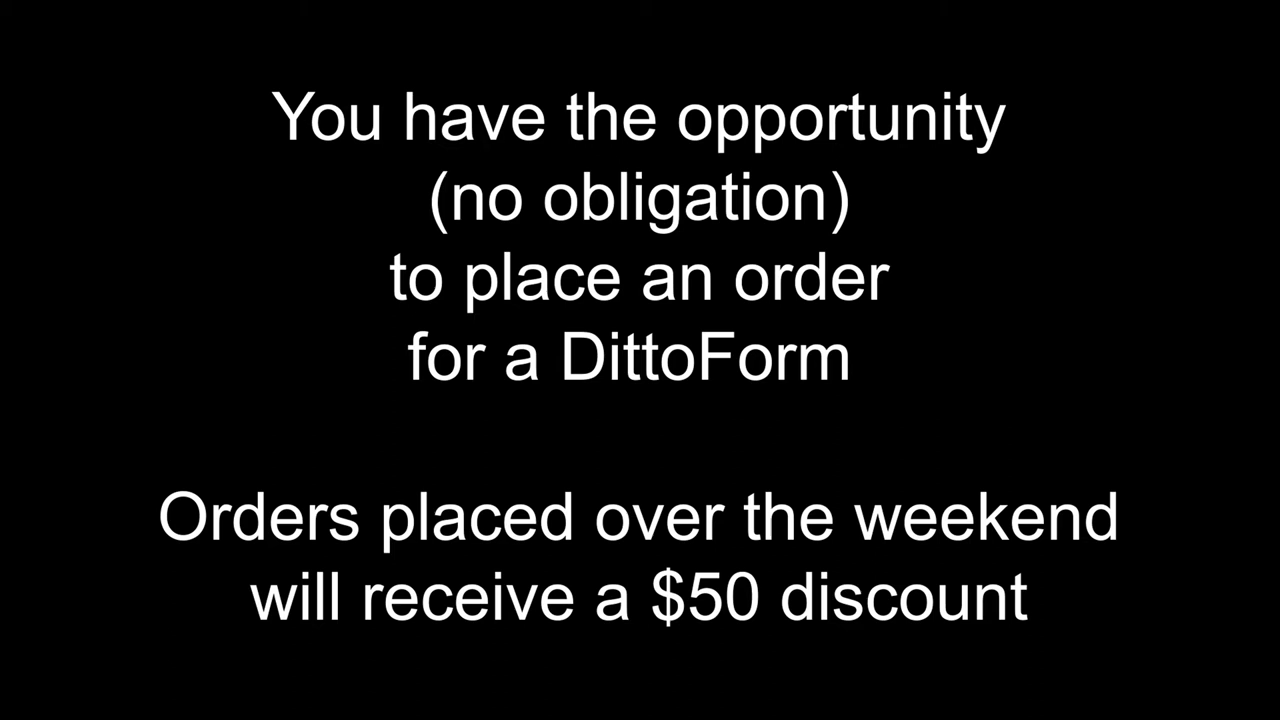 You have the opportunity
(no obligation)
to place an order
for a DittoForm
Orders placed over the weekend
will receive a $50 discount